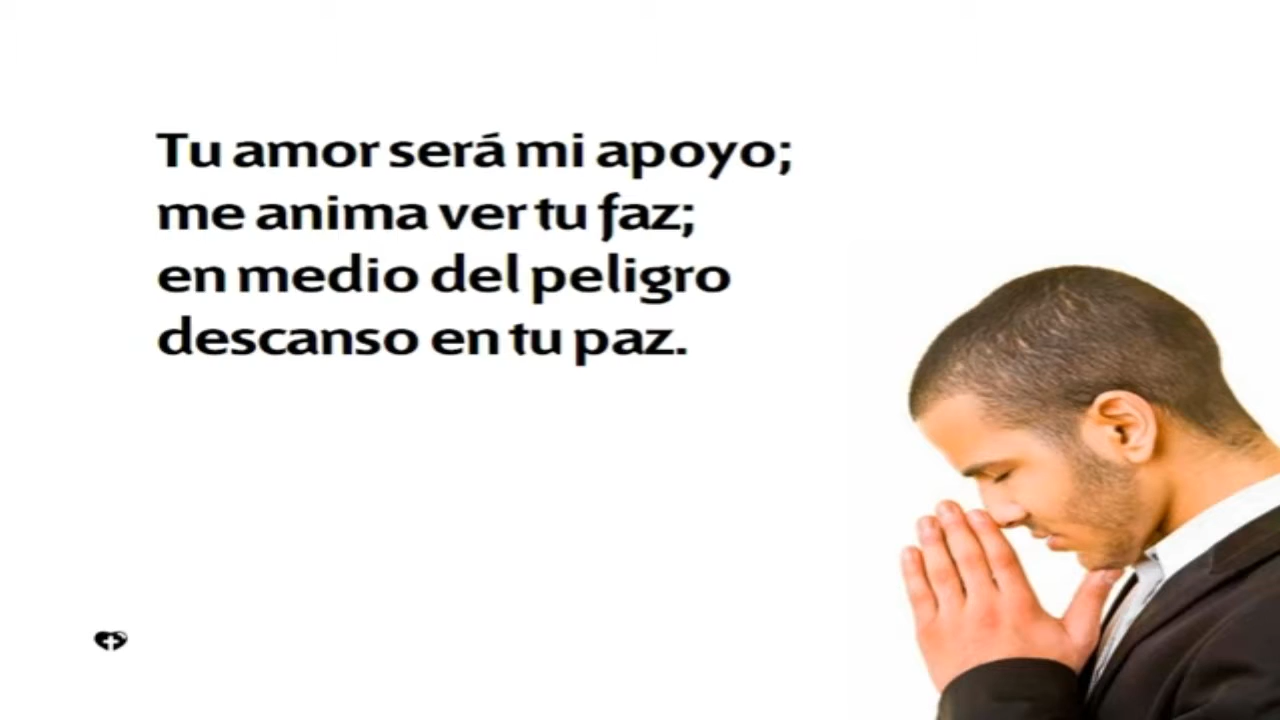 Tu amor será mi apoyo;
me anima ver tu faz;
en medio del peligro
descanso en tu paz.